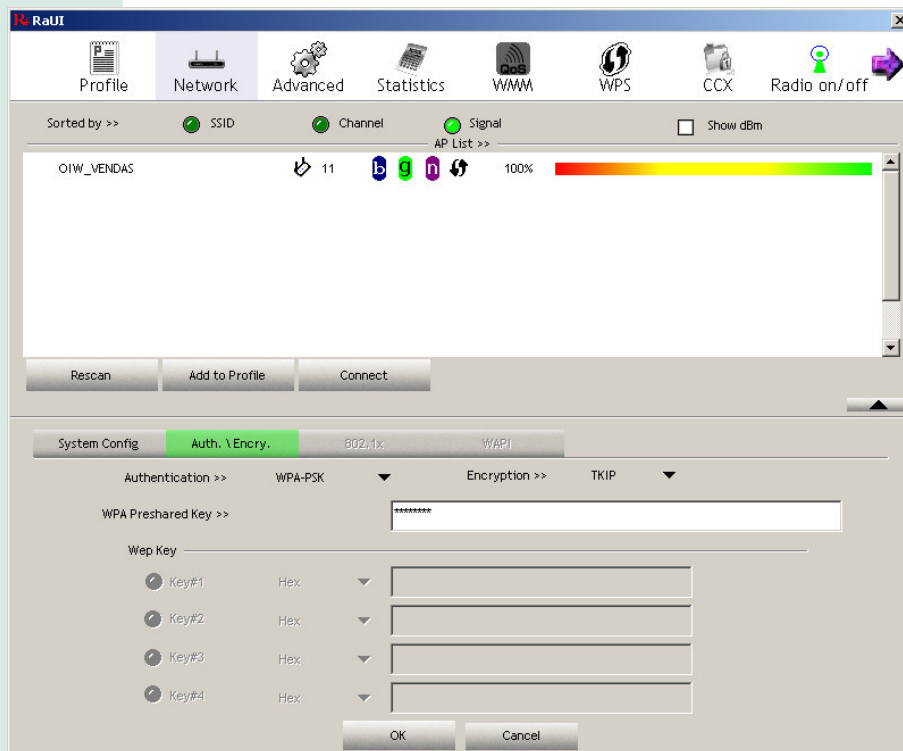 RaUI
Profile Network Advanced Statistics QoS WMM WPS CCX Radio on/off
Sorted by >> SSID Channel Signal Show dBm
AP List >>
OIW_VENDAS 11 b g n 100%
Rescan Add to Profile Connect
System Config Auth. \ Encry. 802.1x WAPI
Authentication >> WPA-PSK Encryption >> TKIP
WPA Preshared Key >> ********
Wep Key
Key#1 Hex
Key#2 Hex
Key#3 Hex
Key#4 Hex
OK Cancel